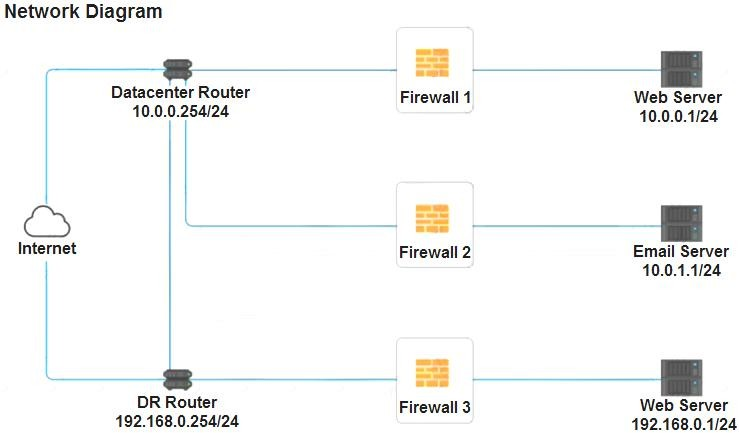 Network Diagram
Datacenter Router
10.0.0.254/24
Firewall 1
Web Server
10.0.0.1/24
Internet
Firewall 2
Email Server
10.0.1.1/24
DR Router
192.168.0.254/24
Firewall 3
Web Server
192.168.0.1/24